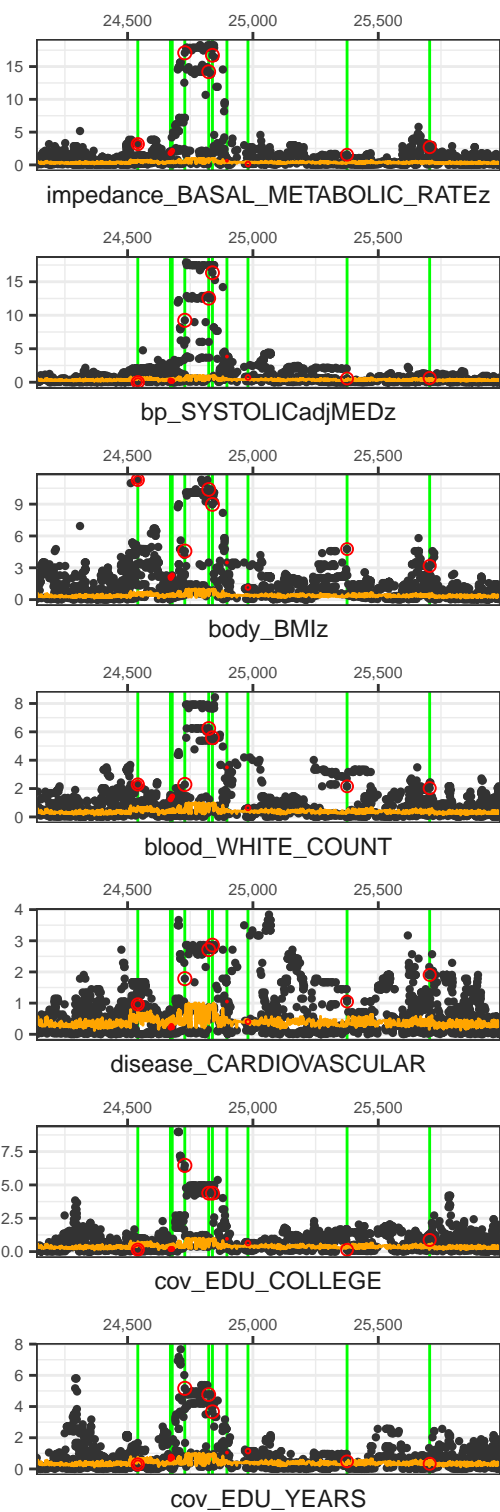 24,500 25,000 25,500
15
10
5
0
impedance_BASAL_METABOLIC_RATEz
24,500 25,000 25,500
15
10
5
0
bp_SYSTOLICadjMEDz
24,500 25,000 25,500
9
6
3
0
body_BMIz
24,500 25,000 25,500
8
6
4
2
0
blood_WHITE_COUNT
24,500 25,000 25,500
4
3
2
1
0
disease_CARDIOVASCULAR
24,500 25,000 25,500
7.5
5.0
2.5
0.0
cov_EDU_COLLEGE
24,500 25,000 25,500
8
6
4
2
0
cov_EDU_YEARS